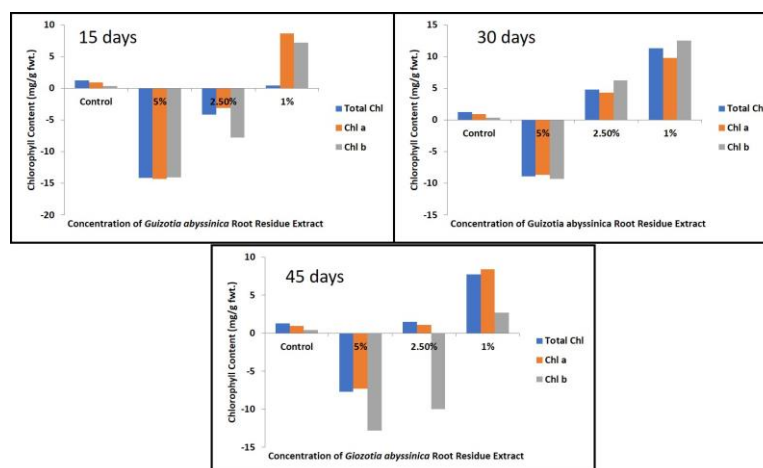 15 days
Chlorophyll Content (mg/g fwt.)
10
5
0
-5
-10
-15
-20
Control
5%
2.50%
1%
Total Chl
Chl a
Chl b
Concentration of Guizotia abyssinica Root Residue Extract
30 days
Chlorophyll Content (mg/g fwt.)
15
10
5
0
-5
-10
-15
Control
5%
2.50%
1%
Total Chl
Chl a
Chl b
Concentration of Guizotia abyssinica Root Residue Extract
45 days
Chlorophyll Content (mg/g fwt.)
10
5
0
-5
-10
-15
Control
5%
2.50%
1%
Total Chl
Chl a
Chl b
Concentration of Giozotia abyssinica Root Residue Extract